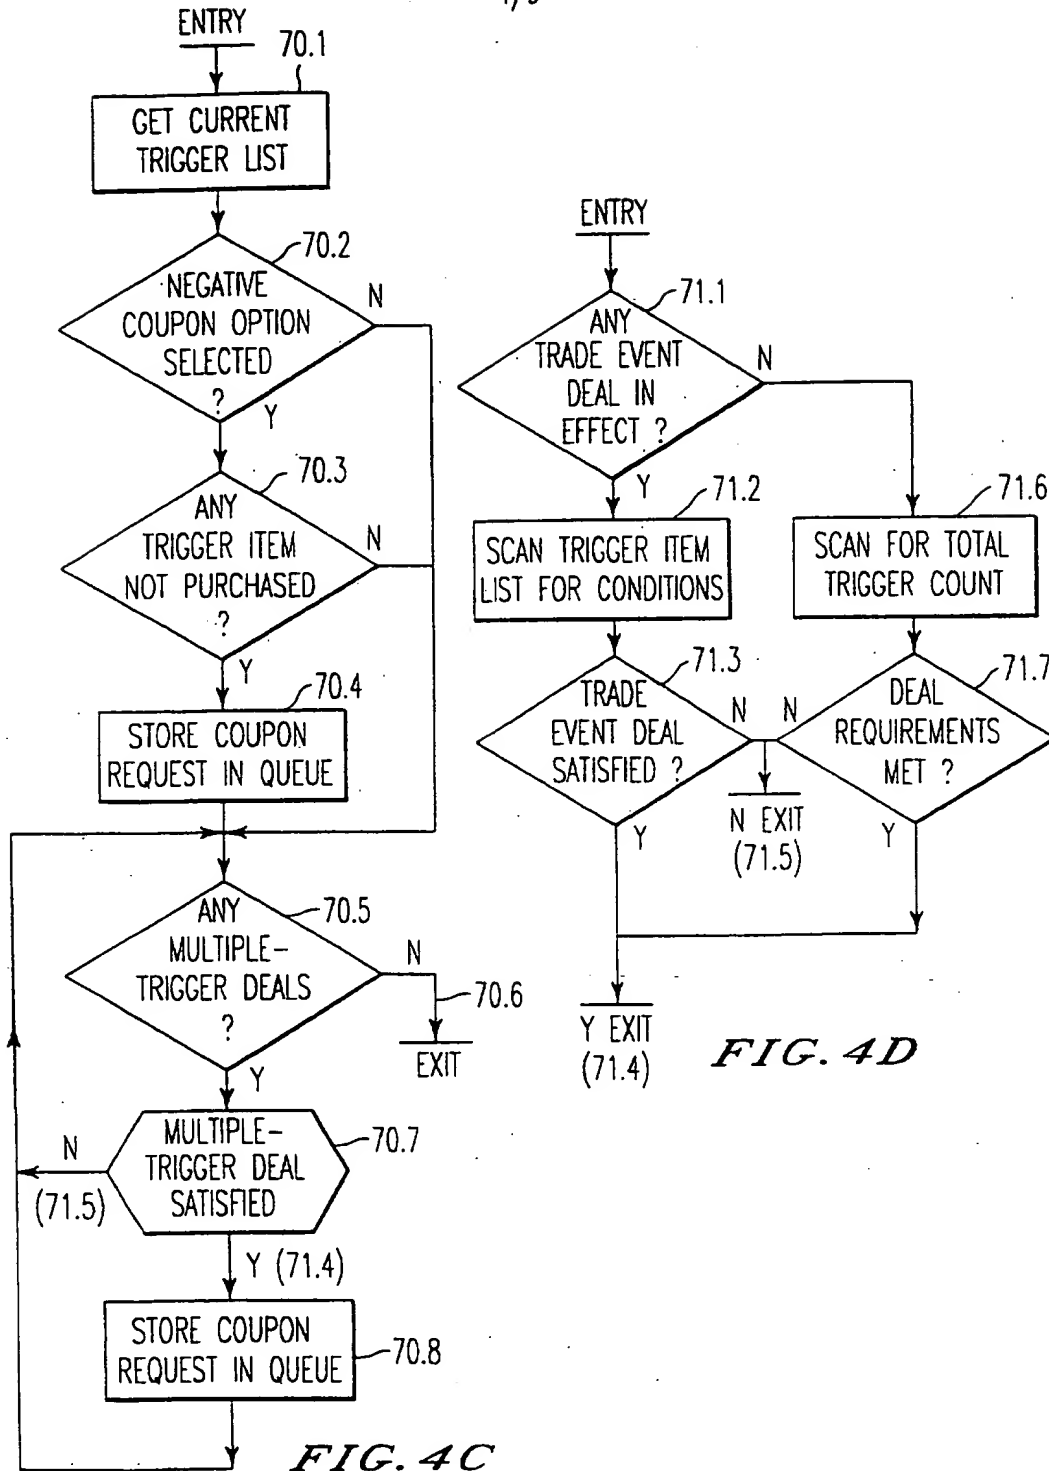 ENTRY
70.1
GET CURRENT
TRIGGER LIST
70.2
NEGATIVE
COUPON OPTION
SELECTED
?
N
Y
70.3
ANY
TRIGGER ITEM
NOT PURCHASED
?
N
Y
70.4
STORE COUPON
REQUEST IN QUEUE
70.5
ANY
MULTIPLE-
TRIGGER DEALS
?
N
70.6
EXIT
Y
70.7
MULTIPLE-
TRIGGER DEAL
SATISFIED
N
(71.5)
Y (71.4)
STORE COUPON
REQUEST IN QUEUE
70.8
FIG. 4C
ENTRY
71.1
ANY
TRADE EVENT
DEAL IN
EFFECT ?
N
Y
71.2
SCAN TRIGGER ITEM
LIST FOR CONDITIONS
71.6
SCAN FOR TOTAL
TRIGGER COUNT
71.3
TRADE
EVENT DEAL
SATISFIED ?
N
Y
71.7
DEAL
REQUIREMENTS
MET ?
N
Y
N EXIT
(71.5)
Y EXIT
(71.4)
FIG. 4D